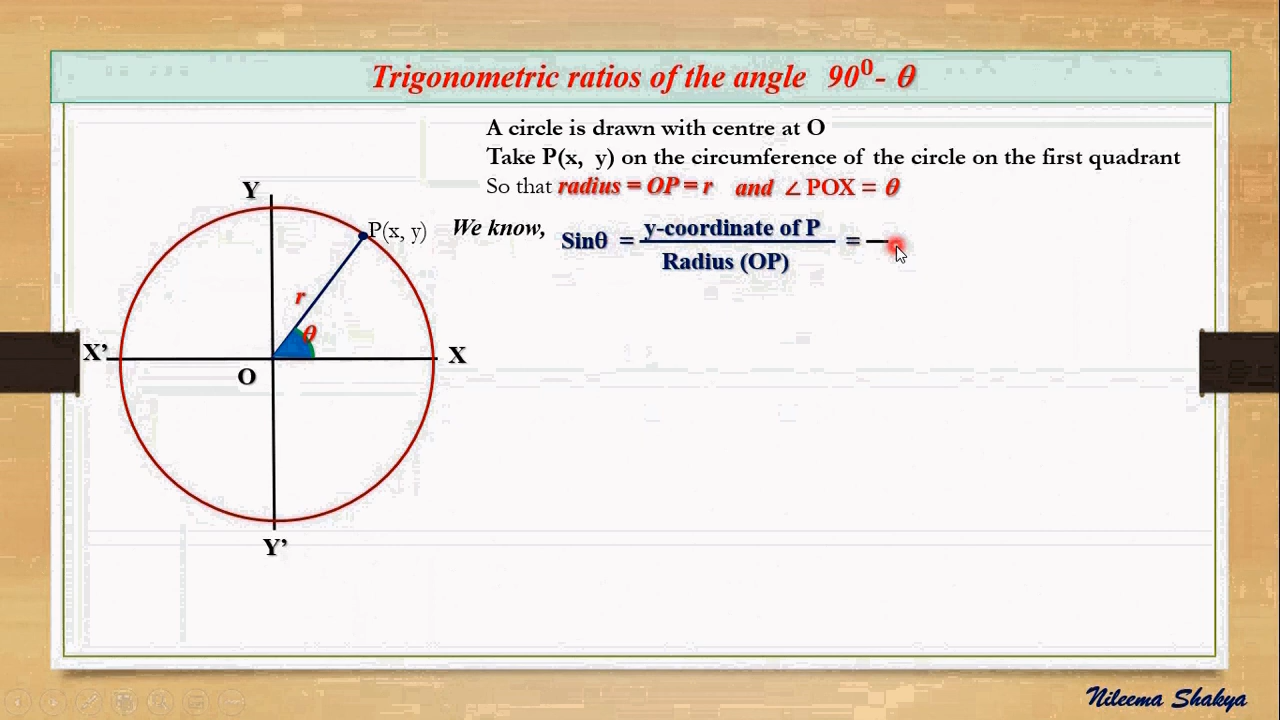 Trigonometric ratios of the angle 90⁰ - θ
A circle is drawn with centre at O
Take P(x, y) on the circumference of the circle on the first quadrant
So that radius = OP = r and ∠ POX = θ
Y
P(x, y)
We know,
Sinθ = y-coordinate of P / Radius (OP) =
r
θ
X'
X
O
Y'
Nileema Shakya